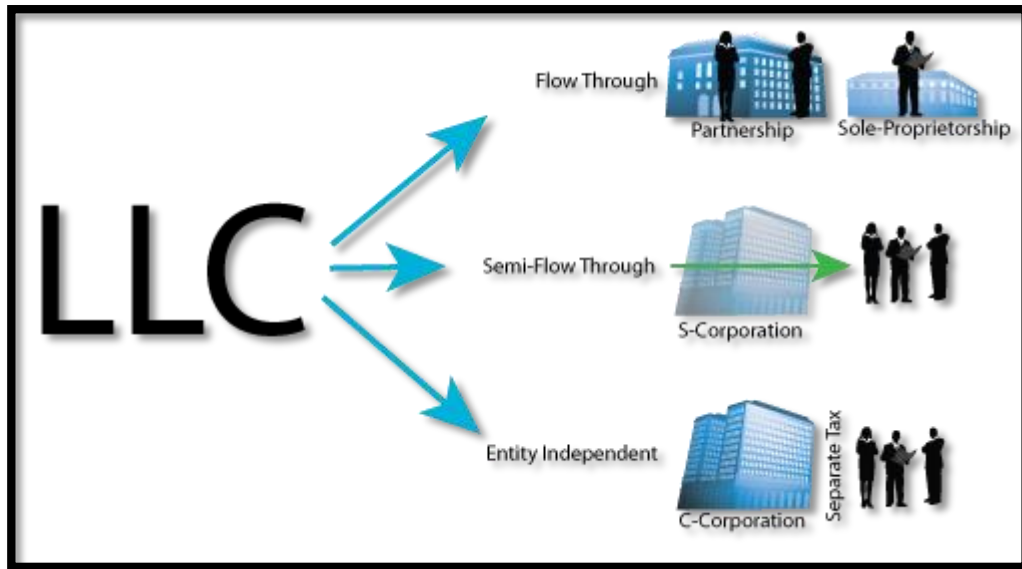 LLC
Flow Through
Partnership
Sole-Proprietorship
Semi-Flow Through
S-Corporation
Entity Independent
C-Corporation
Separate Tax